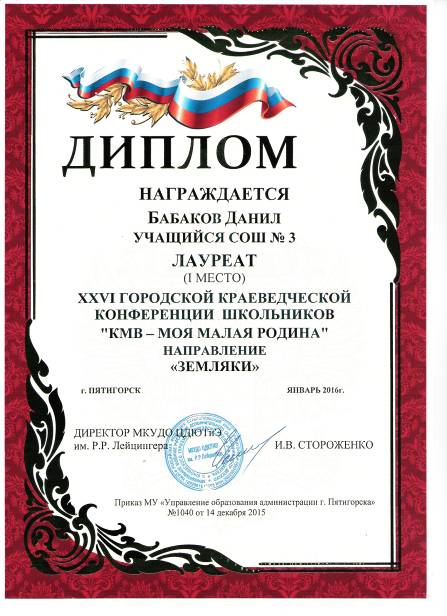 ДИПЛОМ
НАГРАЖДАЕТСЯ
БАБАКОВ ДАНИЛ
УЧАЩИЙСЯ СОШ № 3
ЛАУРЕАТ
(I МЕСТО)
XXVI ГОРОДСКОЙ КРАЕВЕДЧЕСКОЙ
КОНФЕРЕНЦИИ ШКОЛЬНИКОВ
"КМВ – МОЯ МАЛАЯ РОДИНА"
НАПРАВЛЕНИЕ
«ЗЕМЛЯКИ»
г. ПЯТИГОРСК ЯНВАРЬ 2016г.
ДИРЕКТОР МКУДО ЦДЮТиЭ
им. Р.Р. Лейцингера И.В. СТОРОЖЕНКО
Приказ МУ «Управление образования администрации г. Пятигорска»
№1040 от 14 декабря 2015